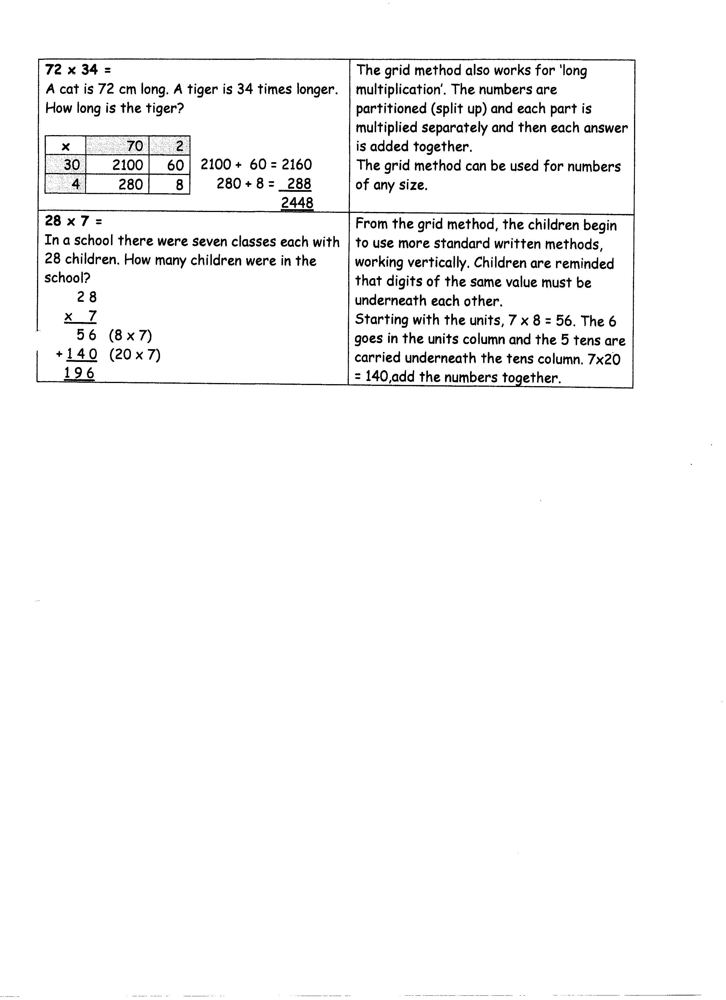 72 x 34 =
A cat is 72 cm long. A tiger is 34 times longer.
How long is the tiger?
x 70 2
30 2100 60 2100 + 60 = 2160
4 280 8 280 + 8 = 288
2448
The grid method also works for 'long
multiplication'. The numbers are
partitioned (split up) and each part is
multiplied separately and then each answer
is added together.
The grid method can be used for numbers
of any size.
28 x 7 =
In a school there were seven classes each with
28 children. How many children were in the
school?
2 8
x 7
5 6 (8 x 7)
+ 1 4 0 (20 x 7)
1 9 6
From the grid method, the children begin
to use more standard written methods,
working vertically. Children are reminded
that digits of the same value must be
underneath each other.
Starting with the units, 7 x 8 = 56. The 6
goes in the units column and the 5 tens are
carried underneath the tens column. 7x20
= 140,add the numbers together.